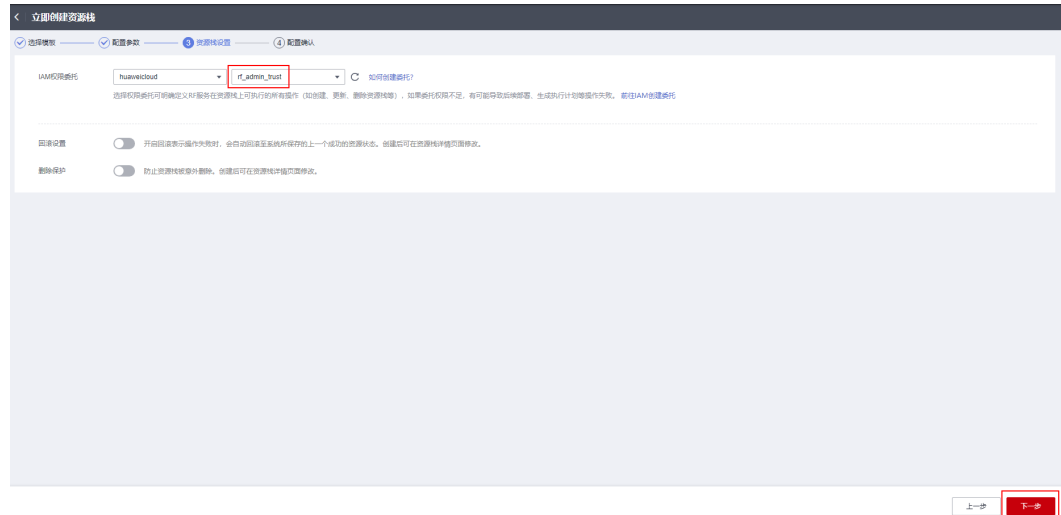 < 立即创建资源栈
选择模板 配置参数 3 资源栈设置 4 配置确认
IAM权限委托 huaweicloud rf_admin_trust 如何创建委托?
选择权限委托可明确定义RF服务在资源栈上可执行的所有操作（如创建、更新、删除资源栈等），如果委托权限不足，有可能导致后续部署、生成执行计划等操作失败。 前往IAM创建委托
回滚设置 开启回滚表示操作失败时，会自动回滚至系统所保存的上一个成功的资源状态。创建后可在资源栈详情页面修改。
删除保护 防止资源栈被意外删除。创建后可在资源栈详情页面修改。
上一步 下一步